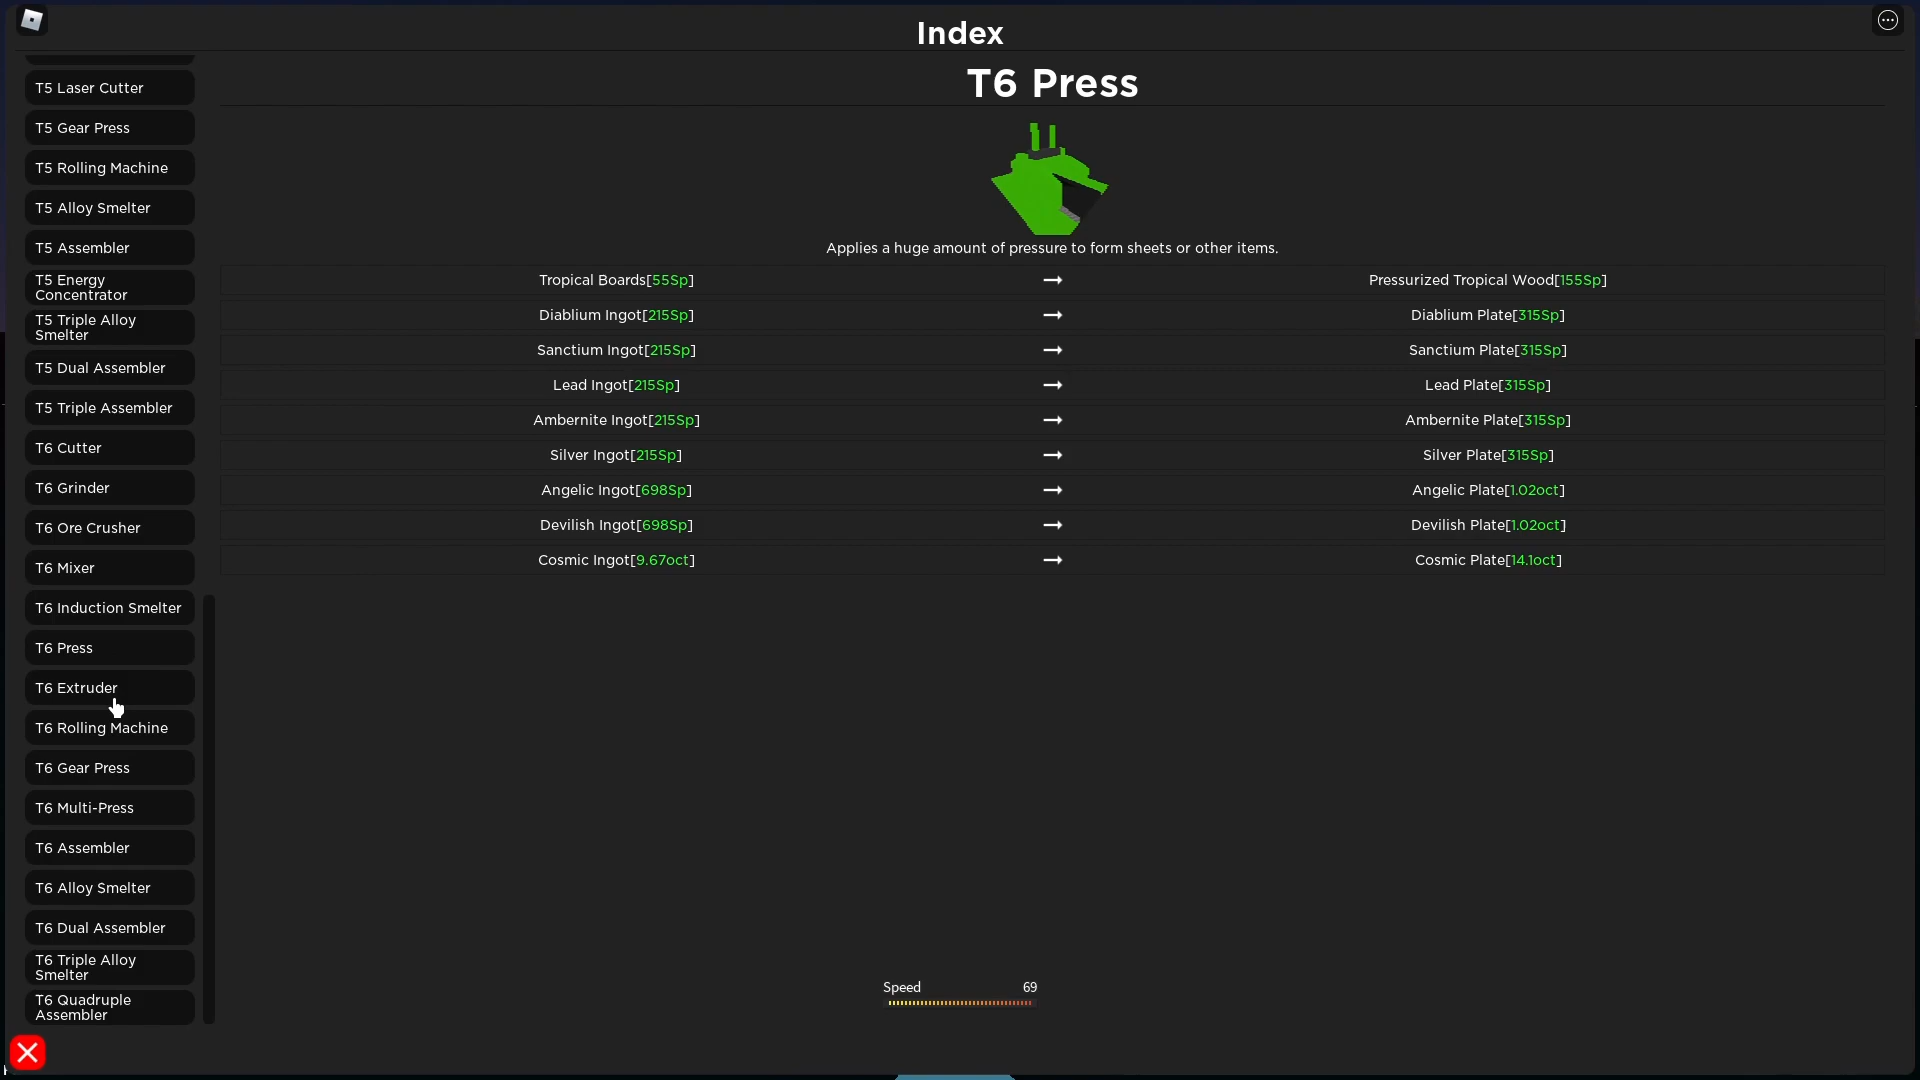 Index
T6 Press
T5 Laser Cutter
T5 Gear Press
T5 Rolling Machine
T5 Alloy Smelter
T5 Assembler
T5 Energy
Concentrator
T5 Triple Alloy
Smelter
T5 Dual Assembler
T5 Triple Assembler
T6 Cutter
T6 Grinder
T6 Ore Crusher
T6 Mixer
T6 Induction Smelter
T6 Press
T6 Extruder
T6 Rolling Machine
T6 Gear Press
T6 Multi-Press
T6 Assembler
T6 Alloy Smelter
T6 Dual Assembler
T6 Triple Alloy
Smelter
T6 Quadruple
Assembler
Applies a huge amount of pressure to form sheets or other items.
Tropical Boards[55Sp] → Pressurized Tropical Wood[155Sp]
Diablium Ingot[215Sp] → Diablium Plate[315Sp]
Sanctium Ingot[215Sp] → Sanctium Plate[315Sp]
Lead Ingot[215Sp] → Lead Plate[315Sp]
Ambernite Ingot[215Sp] → Ambernite Plate[315Sp]
Silver Ingot[215Sp] → Silver Plate[315Sp]
Angelic Ingot[698Sp] → Angelic Plate[1.02oct]
Devilish Ingot[698Sp] → Devilish Plate[1.02oct]
Cosmic Ingot[9.67oct] → Cosmic Plate[14.1oct]
Speed 69